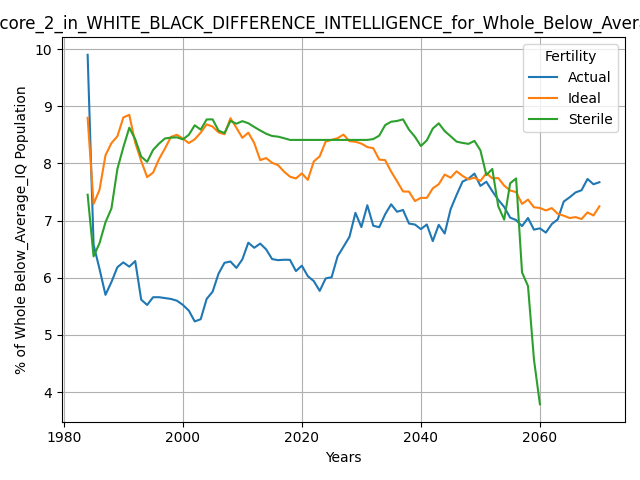 core_2_in_WHITE_BLACK_DIFFERENCE_INTELLIGENCE_for_Whole_Below_Avera
10
9
8
7
6
5
4
% of Whole Below_Average_IQ Population
Fertility
Actual
Ideal
Sterile
1980
2000
2020
2040
2060
Years